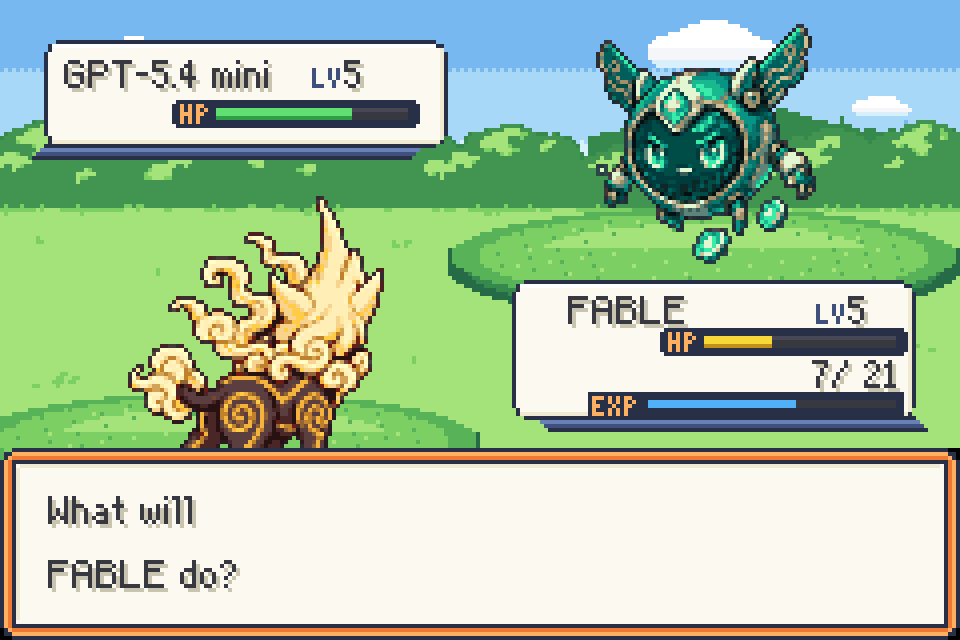 GPT-5.4 mini Lv5
HP
FABLE Lv5
HP
7/ 21
EXP
What will
FABLE do?